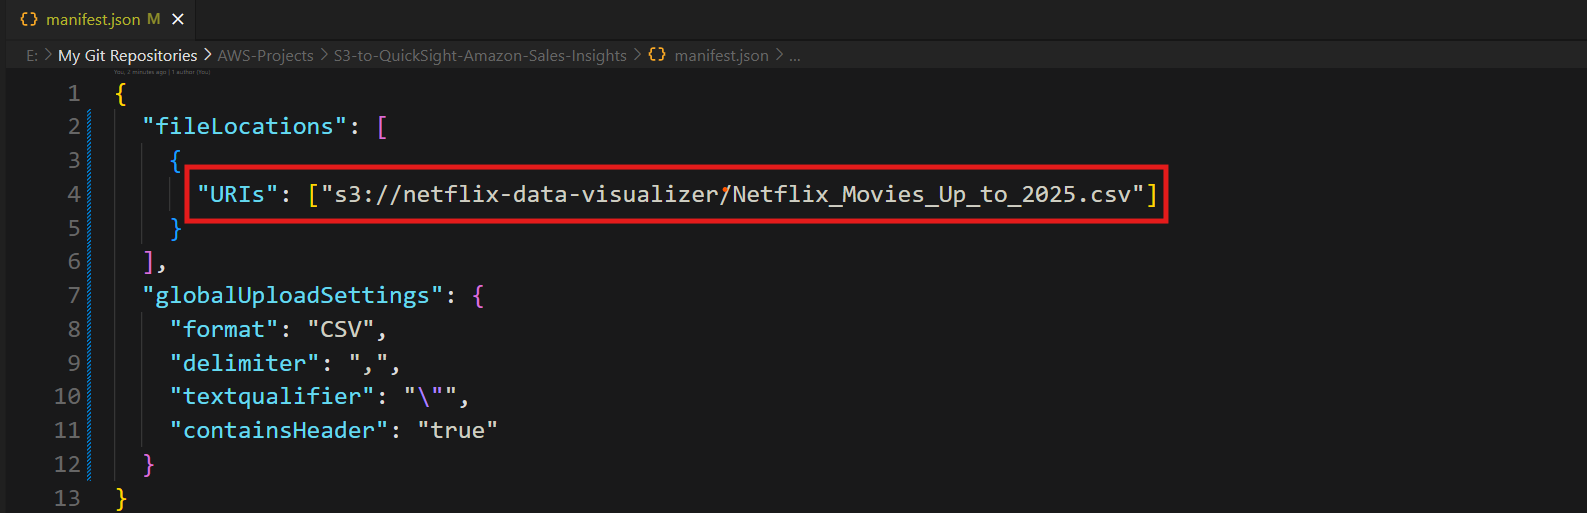 {} manifest.json M ×
E: > My Git Repositories > AWS-Projects > S3-to-QuickSight-Amazon-Sales-Insights > {} manifest.json > ...
You, 2 minutes ago | 1 author (You)
1 {
2 "fileLocations": [
3 {
4 "URIs": ["s3://netflix-data-visualizer/Netflix_Movies_Up_to_2025.csv"]
5 }
6 ],
7 "globalUploadSettings": {
8 "format": "CSV",
9 "delimiter": ",",
10 "textqualifier": "\"",
11 "containsHeader": "true"
12 }
13 }